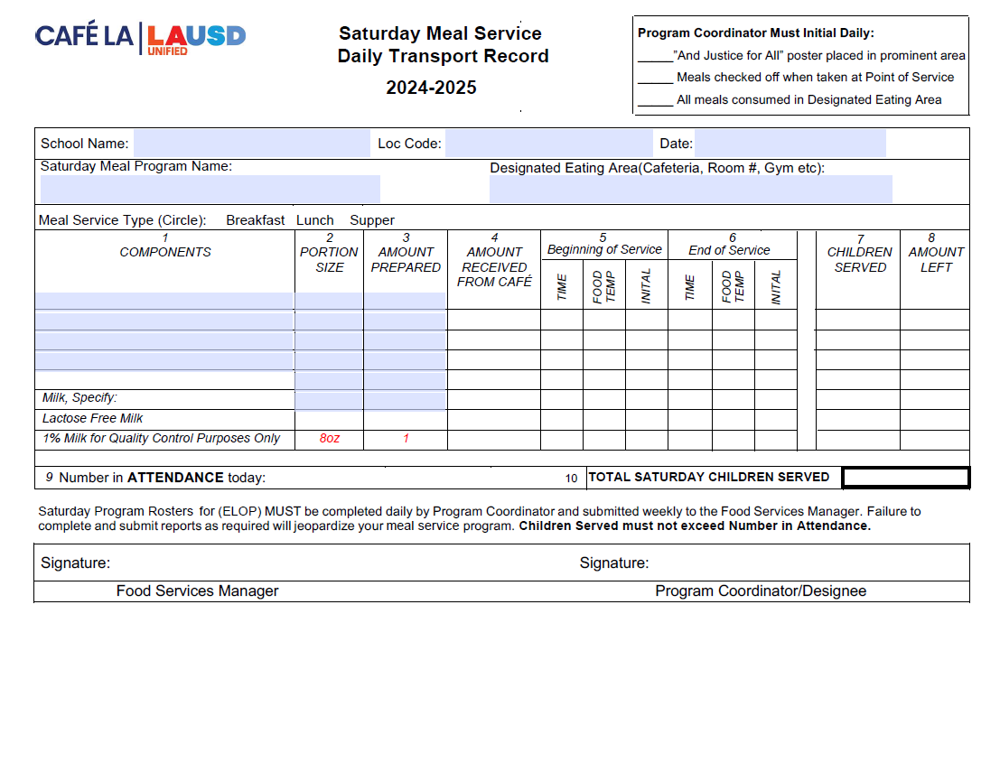 CAFÉ LA LAUSD
UNIFIED
Saturday Meal Service
Daily Transport Record
2024-2025
Program Coordinator Must Initial Daily:
_____"And Justice for All" poster placed in prominent area
_____ Meals checked off when taken at Point of Service
_____ All meals consumed in Designated Eating Area
School Name: Loc Code: Date:
Saturday Meal Program Name: Designated Eating Area(Cafeteria, Room #, Gym etc):
Meal Service Type (Circle): Breakfast Lunch Supper
1 2 3 4 5 6 7 8
COMPONENTS PORTION AMOUNT AMOUNT Beginning of Service End of Service CHILDREN AMOUNT
SIZE PREPARED RECEIVED SERVED LEFT
FROM CAFÉ
TIME FOOD TEMP INITAL TIME FOOD TEMP INITAL
Milk, Specify:
Lactose Free Milk
1% Milk for Quality Control Purposes Only 8oz 1
9 Number in ATTENDANCE today: 10 TOTAL SATURDAY CHILDREN SERVED
Saturday Program Rosters for (ELOP) MUST be completed daily by Program Coordinator and submitted weekly to the Food Services Manager. Failure to
complete and submit reports as required will jeopardize your meal service program. Children Served must not exceed Number in Attendance.
Signature: Signature:
Food Services Manager Program Coordinator/Designee